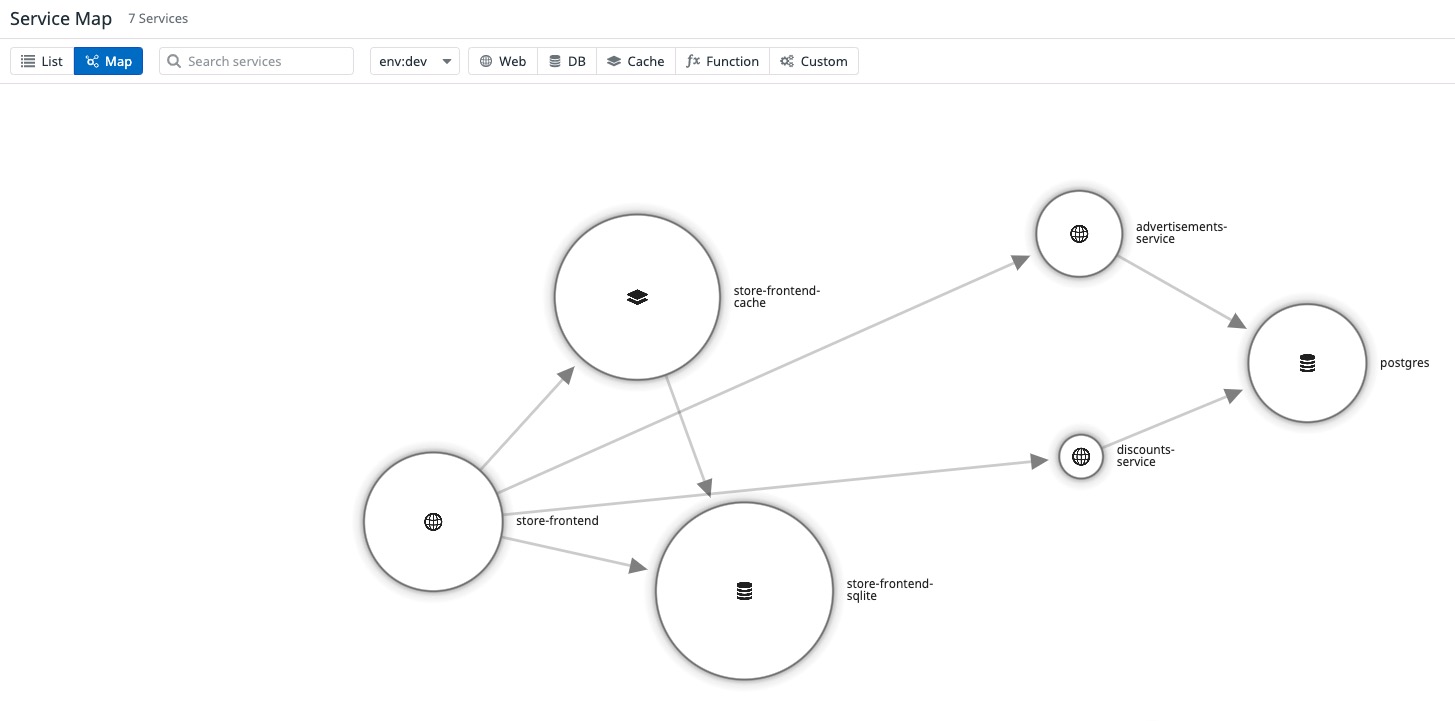 Service Map 7 Services
List Map Search services env:dev Web DB Cache Function Custom
advertisements-
service
store-frontend-
cache
postgres
discounts-
service
store-frontend
store-frontend-
sqlite